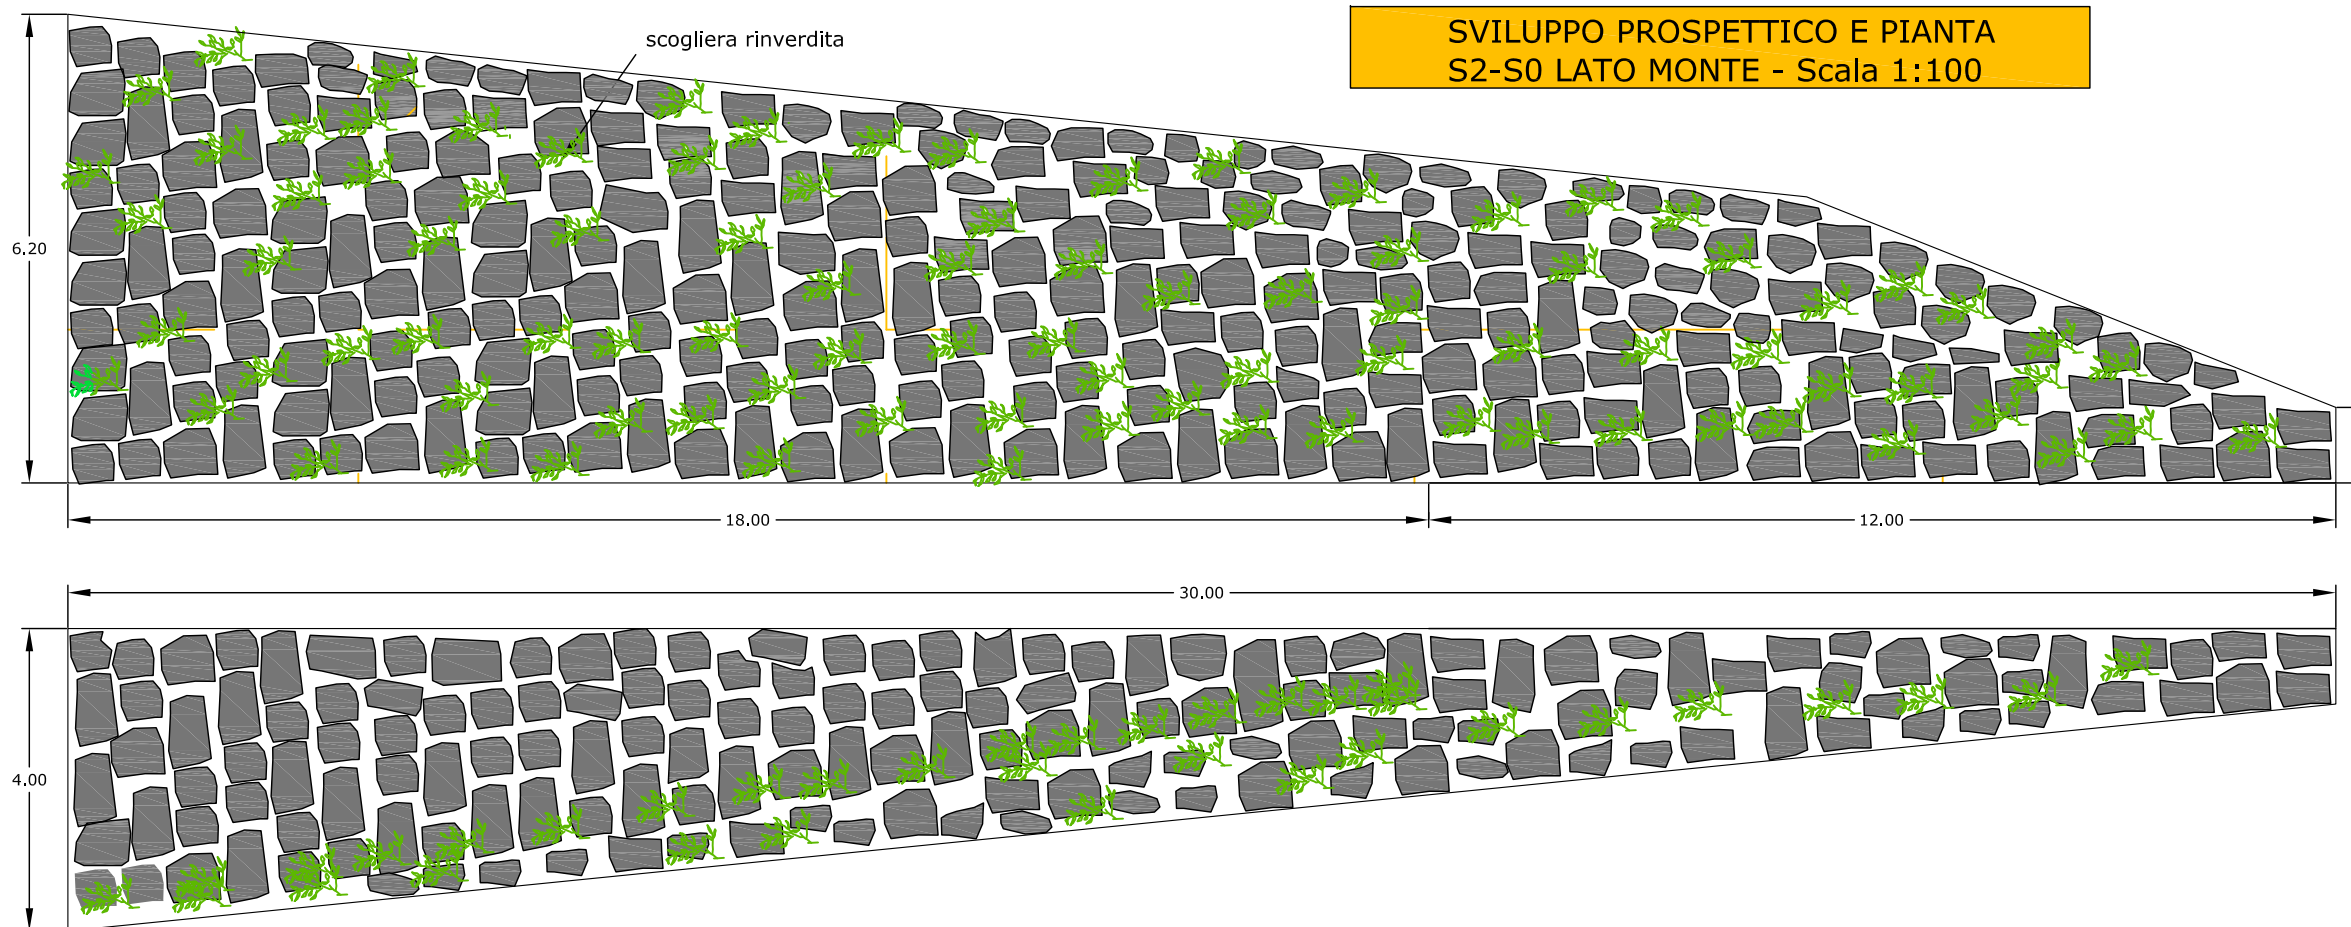 SVILUPPO PROSPETTICO E PIANTA
S2-S0 LATO MONTE - Scala 1:100
scogliera rinverdita
6.20
18.00
12.00
30.00
4.00